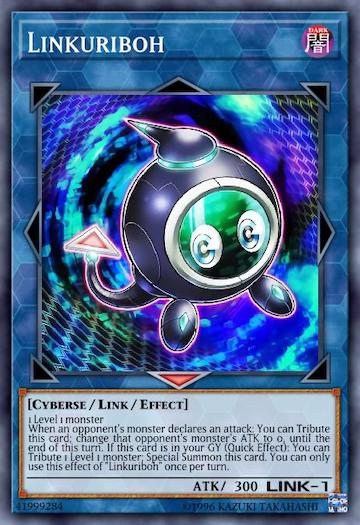 LINKURIBOH
DARK
闇
[CYBERSE / LINK / EFFECT]
1 Level 1 monster
When an opponent's monster declares an attack: You can Tribute
this card; change that opponent's monster's ATK to 0, until the
end of this turn. If this card is in your GY (Quick Effect): You can
Tribute 1 Level 1 monster; Special Summon this card. You can only
use this effect of "Linkuriboh" once per turn.
ATK/ 300 LINK-1
41999284
©1996 KAZUKI TAKAHASHI